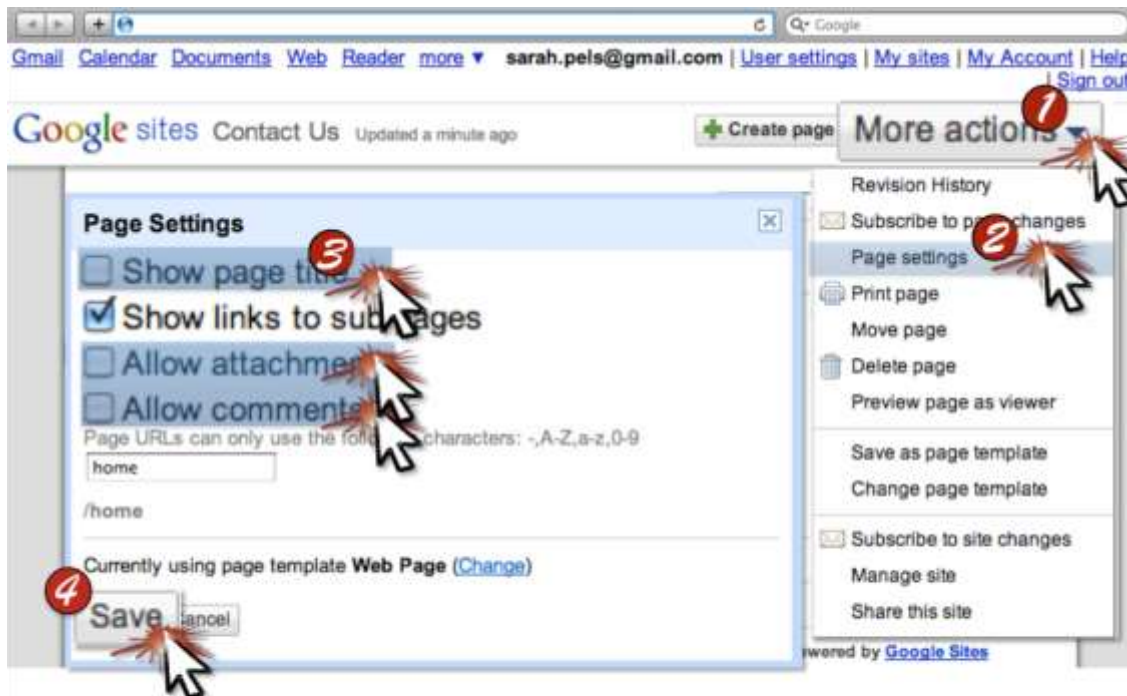 Google
Gmail Calendar Documents Web Reader more ▼ sarah.pels@gmail.com | User settings | My sites | My Account | Help
| Sign out
Google sites Contact Us Updated a minute ago Create page More actions
1
Revision History
Subscribe to page changes
2
Page settings
Print page
Move page
Delete page
Preview page as viewer
Save as page template
Change page template
Subscribe to site changes
Manage site
Share this site
Page Settings
3
Show page title
Show links to sub-pages
Allow attachmen
Allow comments
Page URLs can only use the following characters: -,A-Z,a-z,0-9
home
/home
Currently using page template Web Page (Change)
4
Save Cancel
Powered by Google Sites